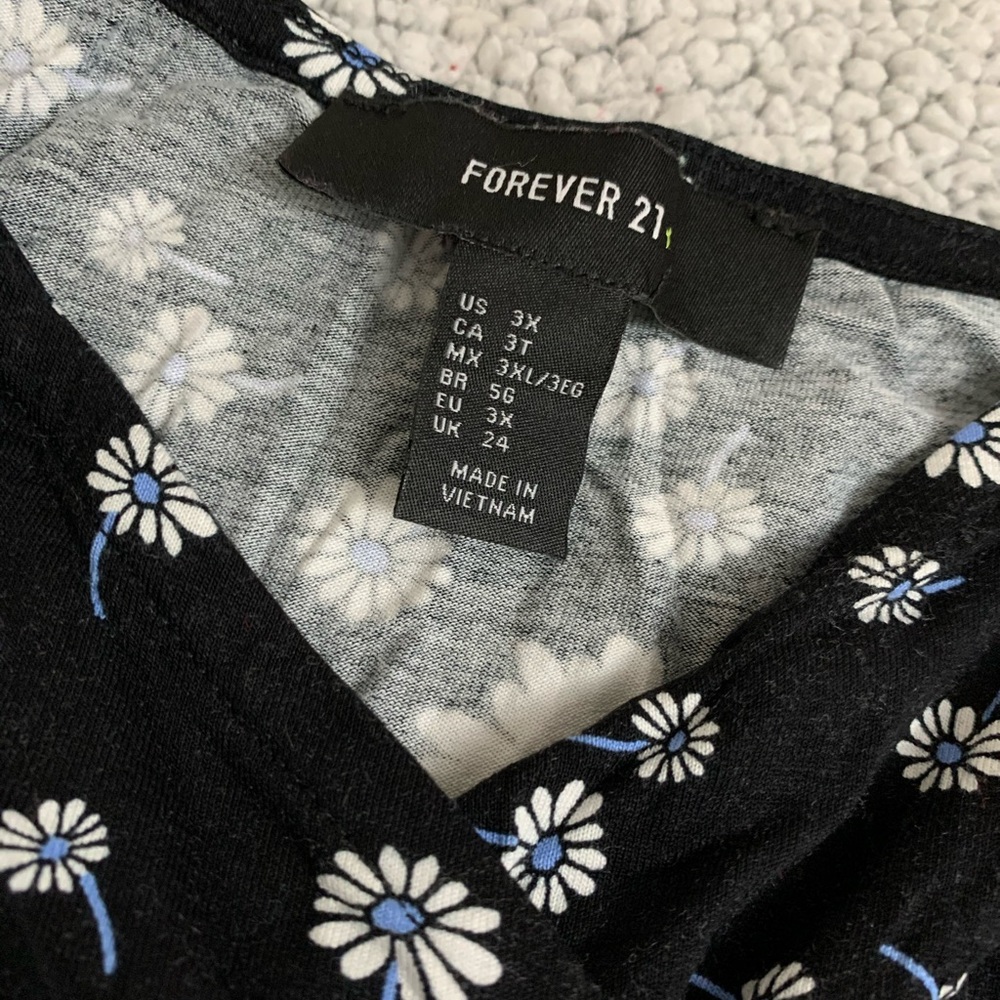 FOREVER 21
US 3X
CA 3T
MX 3XL/3EG
BR 5G
EU 3X
UK 24
MADE IN
VIETNAM